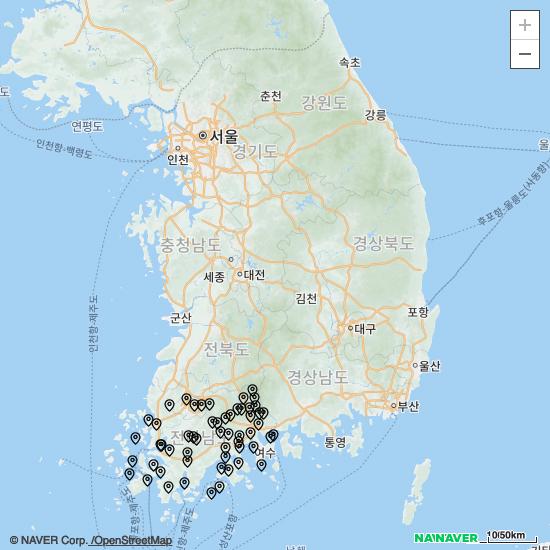 +
−
속초
춘천
강원도
강릉
도
연평도
서울
인천
경기도
인천항-백령도
울
후포항-울릉도(사동항)
충청남도
경상북도
세종
대전
김천
인천항-제주도
군산
포항
대구
전북도
울산
경상남도
부산
통영
여수
10/50km
NAVER
© NAVER Corp. /OpenStreetMap